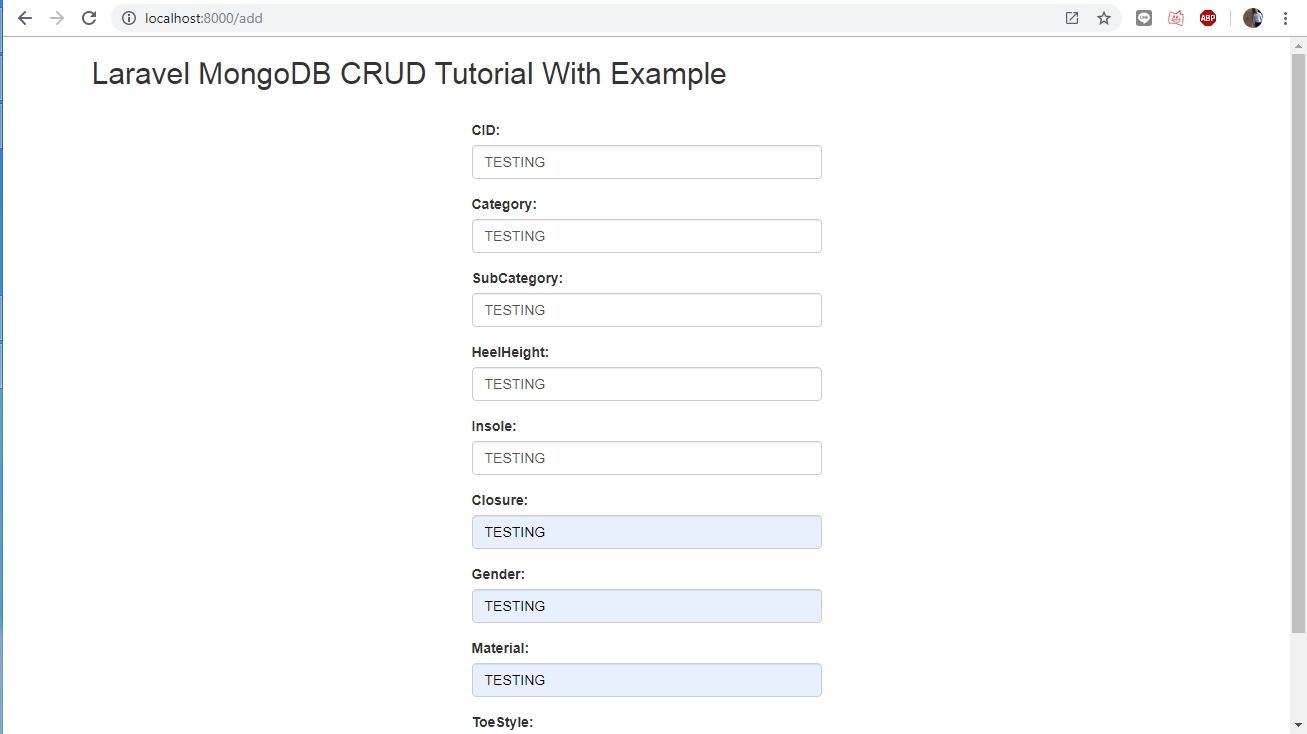 localhost:8000/add
ABP
Laravel MongoDB CRUD Tutorial With Example
CID:
TESTING
Category:
TESTING
SubCategory:
TESTING
HeelHeight:
TESTING
Insole:
TESTING
Closure:
TESTING
Gender:
TESTING
Material:
TESTING
ToeStyle: